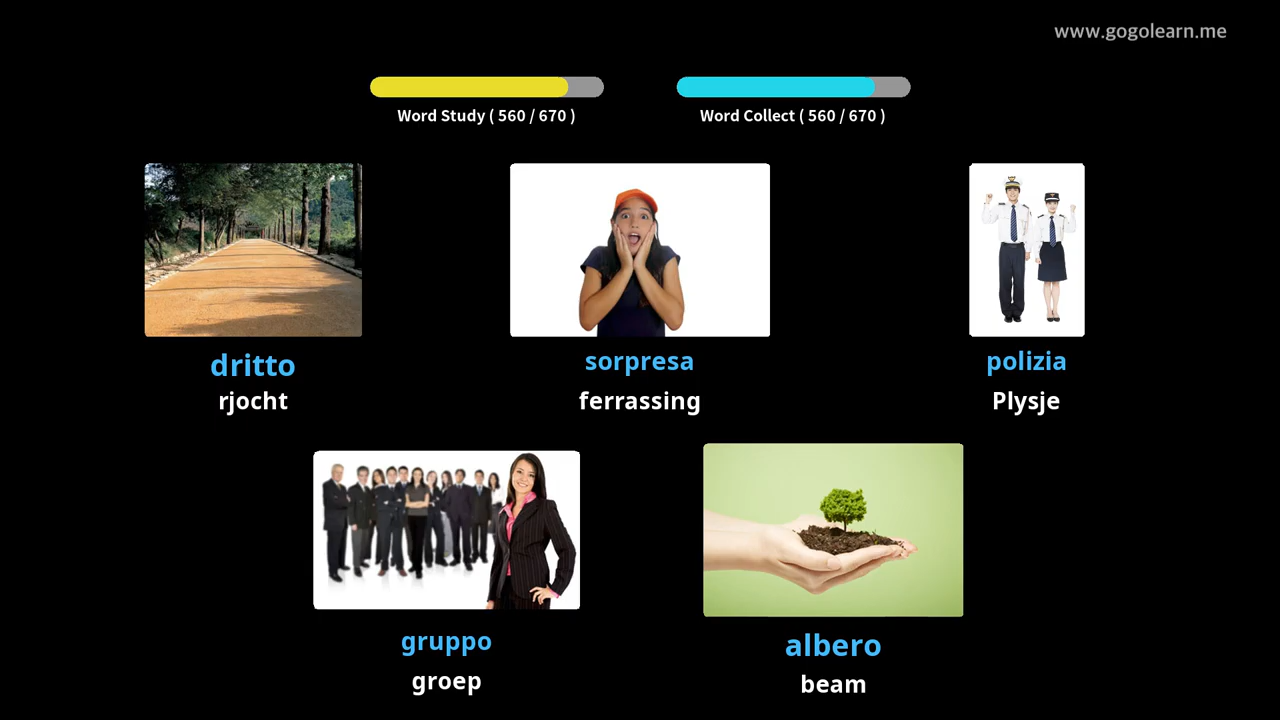 www.gogolearn.me
Word Study ( 560 / 670 )
Word Collect ( 560 / 670 )
dritto
rjocht
sorpresa
ferrassing
polizia
Plysje
gruppo
groep
albero
beam